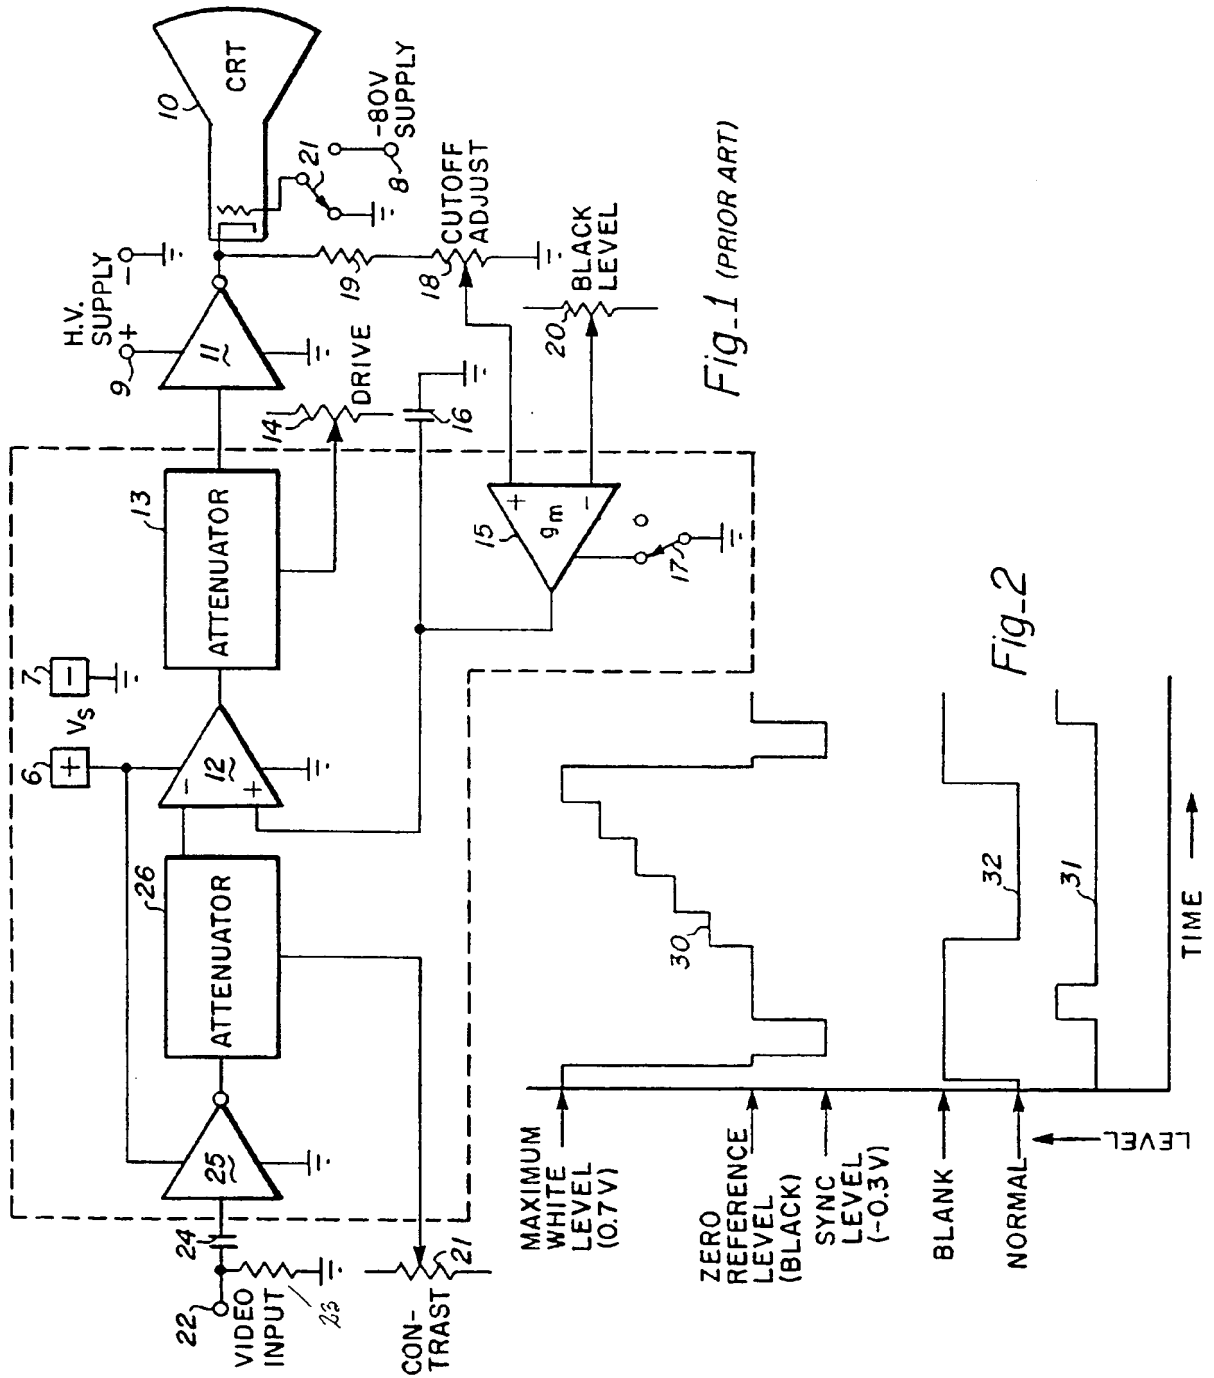 10
CRT
H.V.
SUPPLY
+
−
9
11
21
-80V
SUPPLY
8
19
18
CUTOFF
ADJUST
14
DRIVE
16
20
BLACK
LEVEL
13
ATTENUATOR
15
+
−
gm
17
6
+
Vs
7
−
−
12
+
26
ATTENUATOR
25
24
22
VIDEO
INPUT
23
CON-
TRAST
21
Fig_1 (PRIOR ART)
MAXIMUM
WHITE
LEVEL
(0.7V)
ZERO
REFERENCE
LEVEL
(BLACK)
SYNC
LEVEL
(-0.3V)
BLANK
NORMAL
LEVEL
30
32
31
TIME
Fig_2